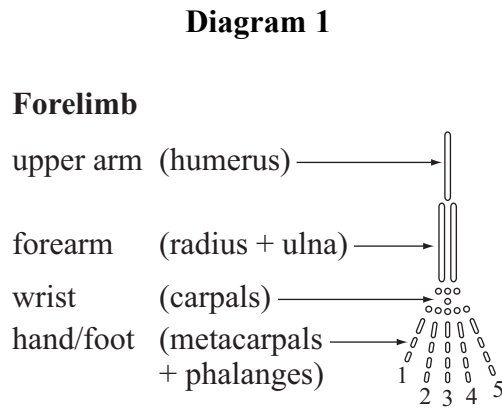 Diagram 1
Forelimb
upper arm (humerus)
forearm (radius + ulna)
wrist (carpals)
hand/foot (metacarpals
+ phalanges)
1 2 3 4 5